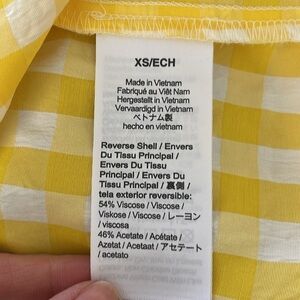 XS/ECH
Made in Vietnam
Fabriqué au Viêt Nam
Hergestellt in Vietnam
Vervaardigd in Vietnam
ベトナム製
hecho en vietnam
Reverse Shell / Envers
Du Tissu Principal /
Envers Du Tissu
Principal / Envers Du
Tissu Principal / 裏側 /
tela exterior reversible:
54% Viscose / Viscose /
Viskose / Viscose / レーヨン
/ viscosa
46% Acetate / Acétate /
Azetat / Acetaat / アセテート
/ acetato